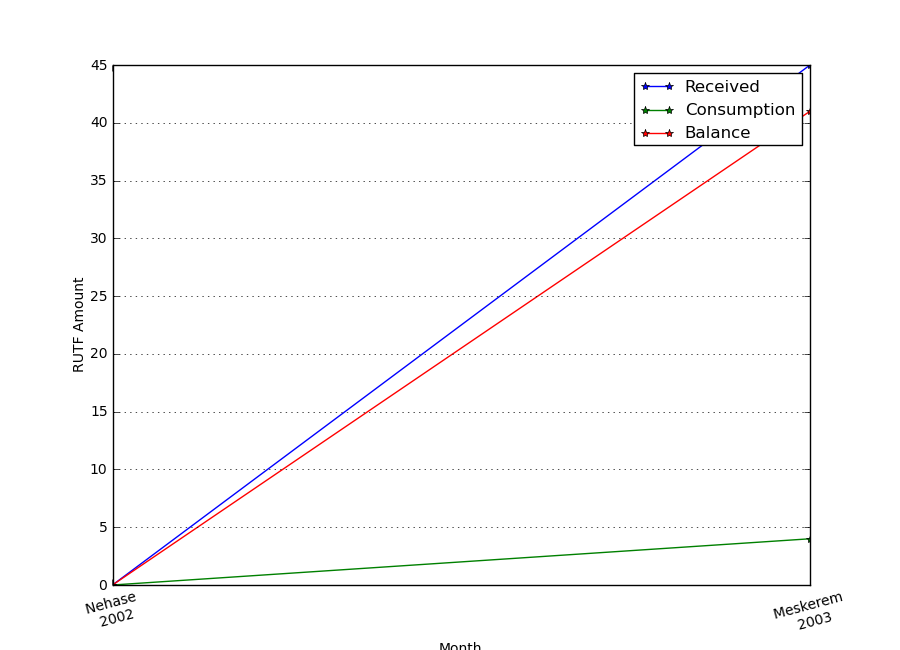 45
40
35
30
25
20
15
10
5
0
RUTF Amount
Received
Consumption
Balance
Nehase
2002
Meskerem
2003
Month